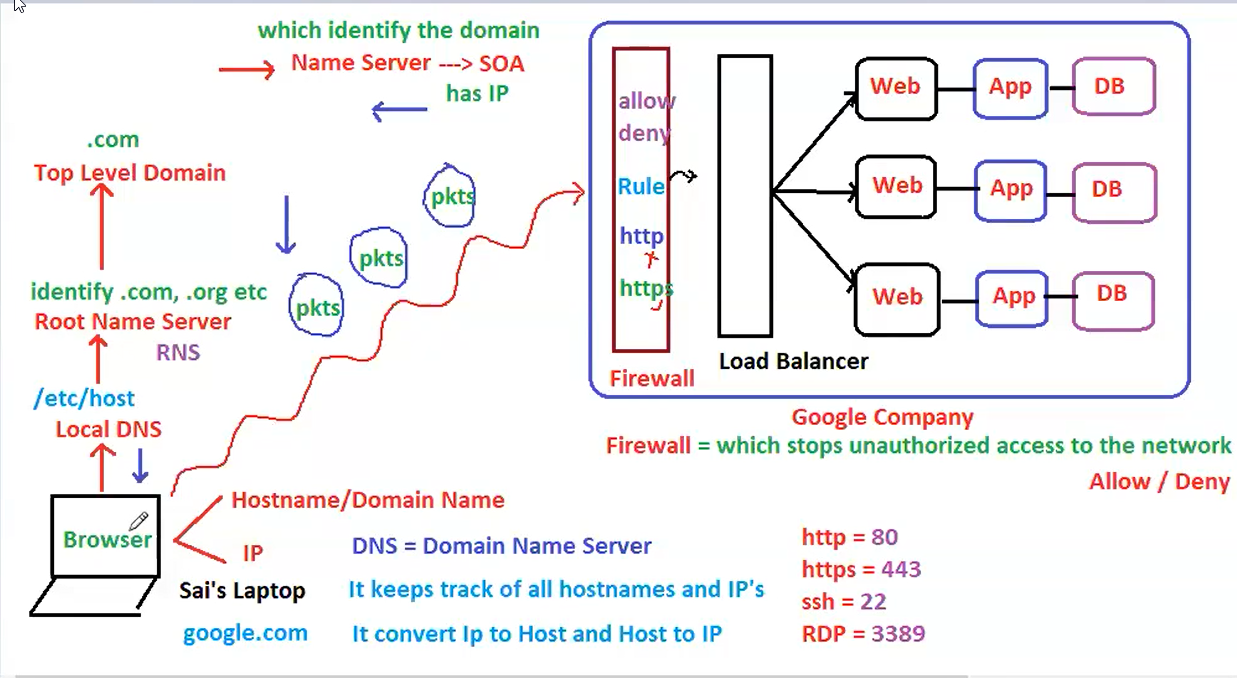 which identify the domain
Name Server ---> SOA
has IP
.com
Top Level Domain
identify .com, .org etc
Root Name Server
RNS
/etc/host
Local DNS
Browser
Hostname/Domain Name
IP
Sai's Laptop
google.com
pkts
pkts
pkts
allow
deny
Rule
http
https
Firewall
Load Balancer
Web
App
DB
Web
App
DB
Web
App
DB
Google Company
Firewall = which stops unauthorized access to the network
Allow / Deny
DNS = Domain Name Server
It keeps track of all hostnames and IP's
It convert Ip to Host and Host to IP
http = 80
https = 443
ssh = 22
RDP = 3389